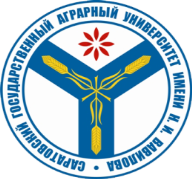 САРАТОВСКИЙ ГОСУДАРСТВЕННЫЙ АГРАРНЫЙ УНИВЕРСИТЕТ ИМЕНИ Н. И. ВАВИЛОВА